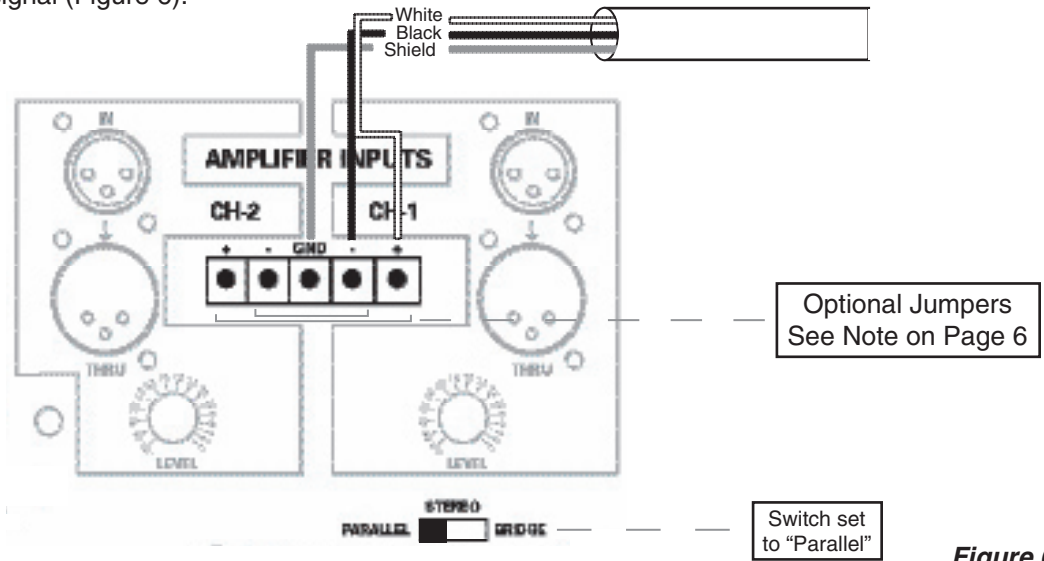 signal (Figure 6).
White
Black
Shield
IN
IN
AMPLIFIER INPUTS
CH-2
CH-1
+ - GND - +
Optional Jumpers
See Note on Page 6
THRU
THRU
LEVEL
LEVEL
STEREO
PARALLEL
BRIDGE
Switch set
to “Parallel”
Figure